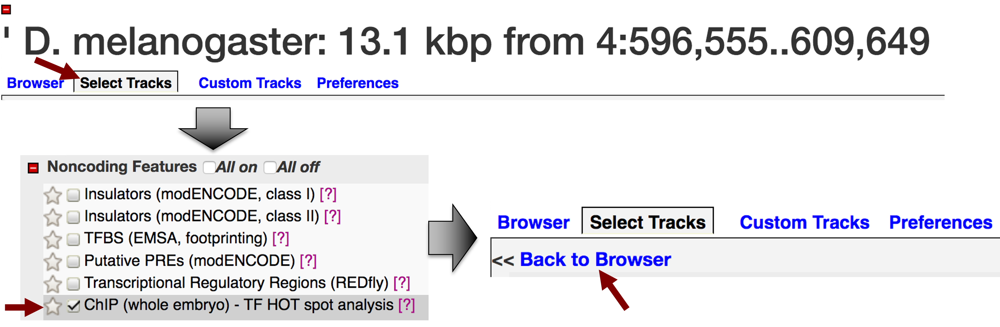 ' D. melanogaster: 13.1 kbp from 4:596,555..609,649
Browser Select Tracks Custom Tracks Preferences
Noncoding Features All on All off
Insulators (modENCODE, class I) [?]
Insulators (modENCODE, class II) [?]
TFBS (EMSA, footprinting) [?]
Putative PREs (modENCODE) [?]
Transcriptional Regulatory Regions (REDfly) [?]
ChIP (whole embryo) - TF HOT spot analysis [?]
Browser Select Tracks Custom Tracks Preferences
<< Back to Browser